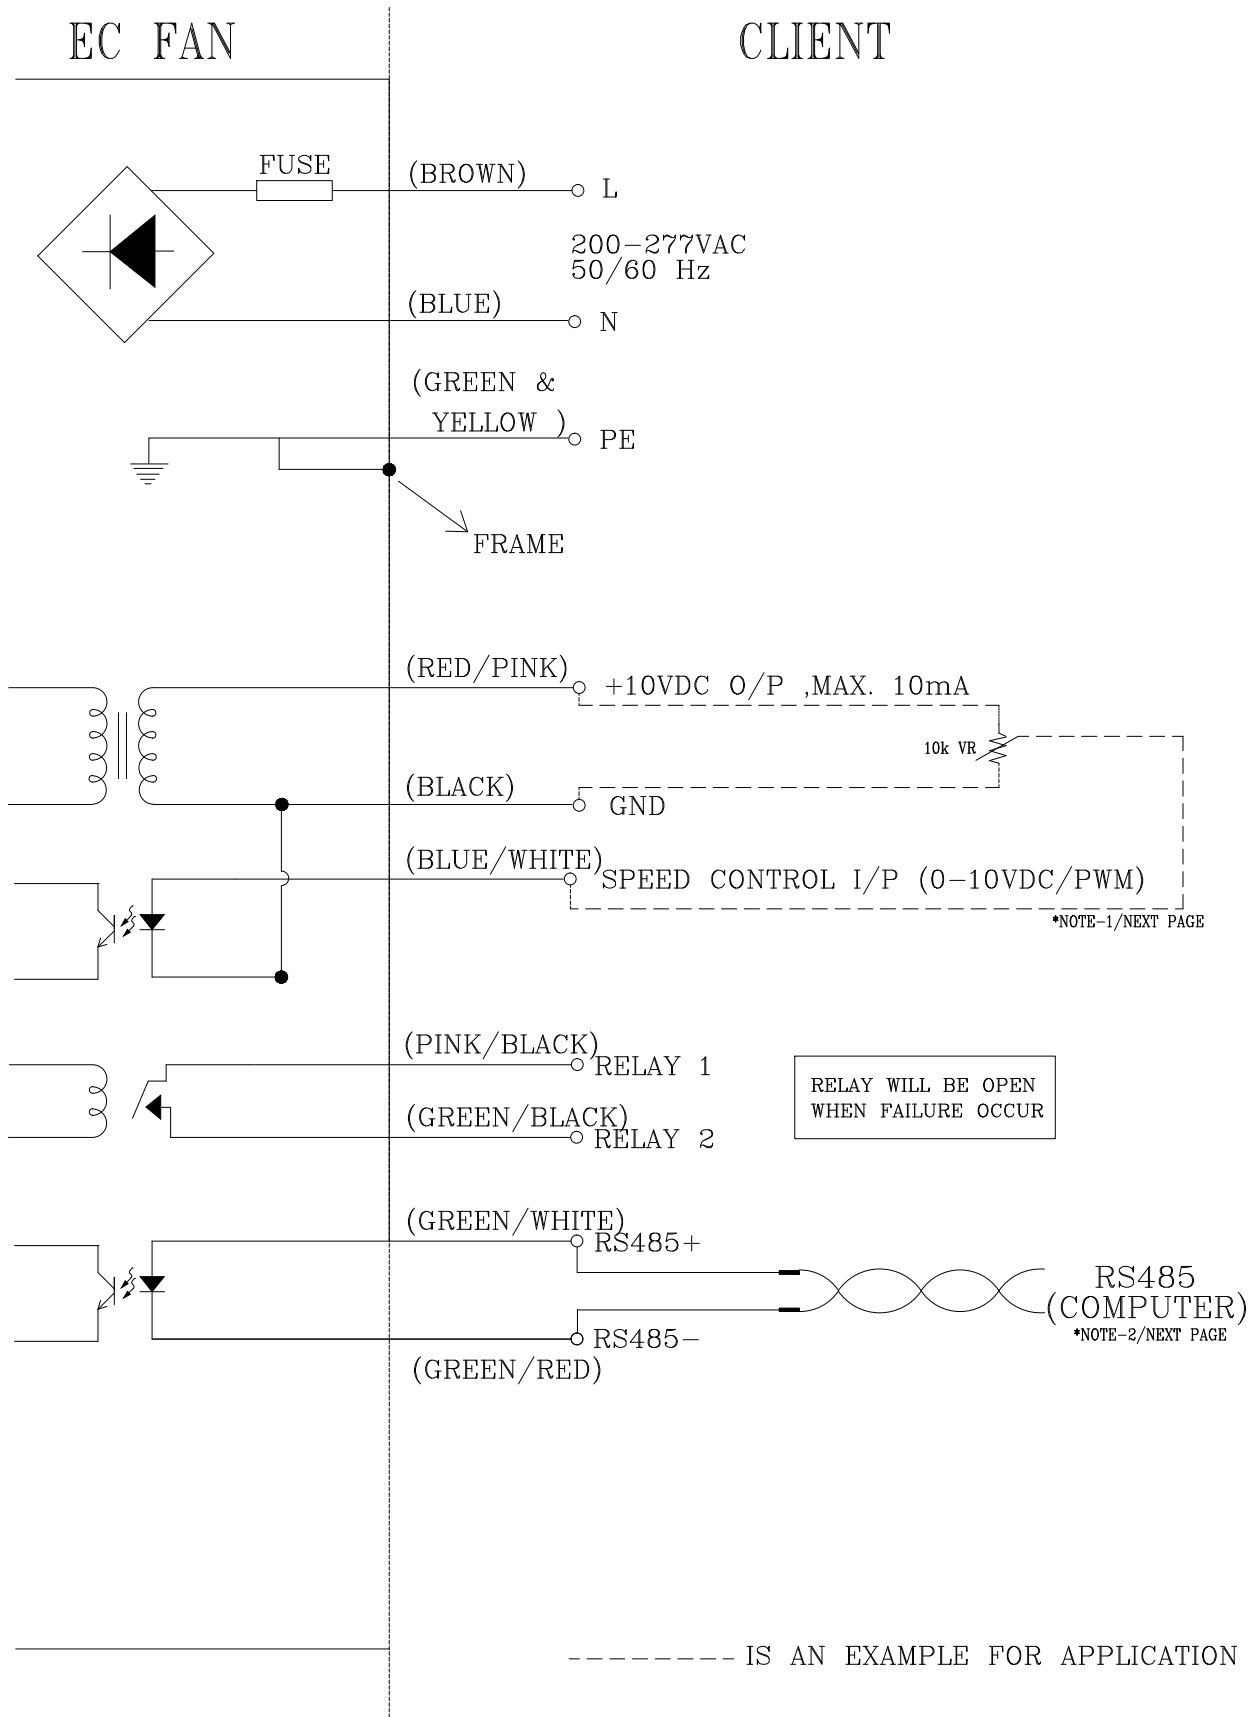 EC FAN
CLIENT
FUSE
(BROWN)
L
200-277VAC
50/60 Hz
(BLUE)
N
(GREEN &
YELLOW )
PE
FRAME
(RED/PINK)
+10VDC O/P ,MAX. 10mA
10k VR
(BLACK)
GND
(BLUE/WHITE)
SPEED CONTROL I/P (0-10VDC/PWM)
*NOTE-1/NEXT PAGE
(PINK/BLACK)
RELAY 1
RELAY WILL BE OPEN
WHEN FAILURE OCCUR
(GREEN/BLACK)
RELAY 2
(GREEN/WHITE)
RS485+
RS485
(COMPUTER)
*NOTE-2/NEXT PAGE
RS485-
(GREEN/RED)
IS AN EXAMPLE FOR APPLICATION